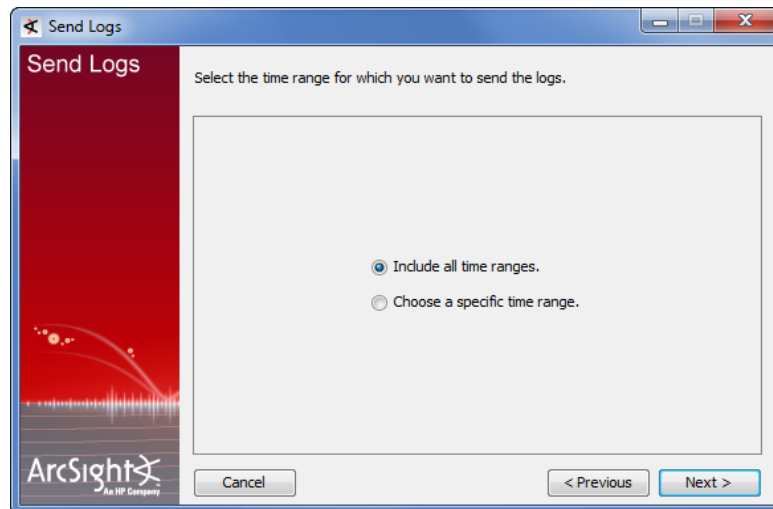 Send Logs
Send Logs
Select the time range for which you want to send the logs.
Include all time ranges.
Choose a specific time range.
ArcSight
An HP Company
Cancel
< Previous
Next >